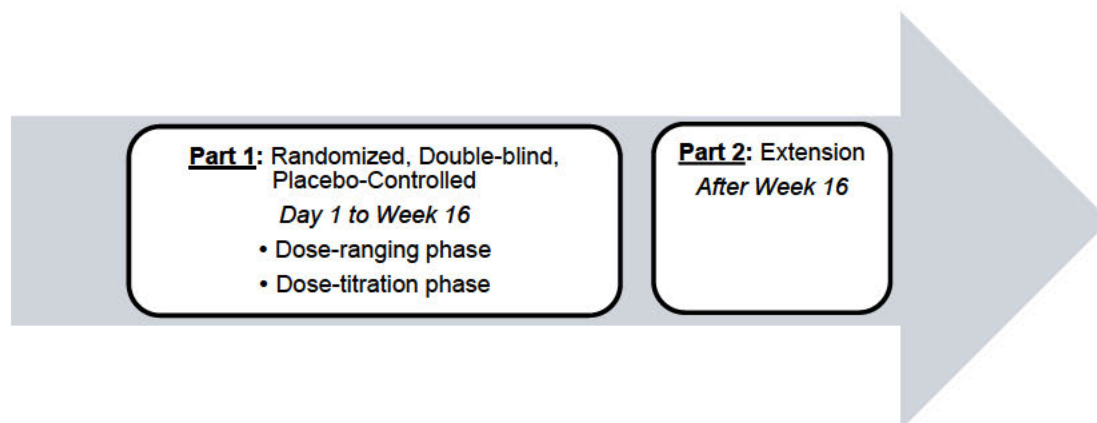 Part 1: Randomized, Double-blind,
Placebo-Controlled
Day 1 to Week 16
• Dose-ranging phase
• Dose-titration phase
Part 2: Extension
After Week 16